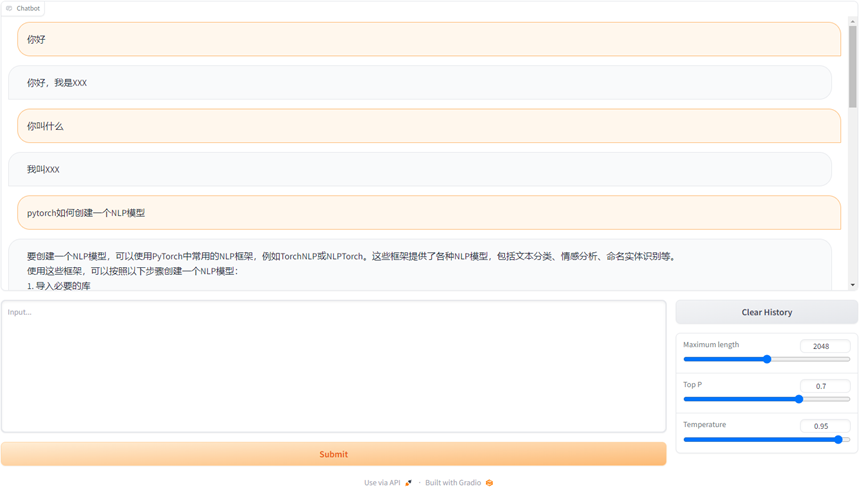 Chatbot
你好
你好，我是XXX
你叫什么
我叫XXX
pytorch如何创建一个NLP模型
要创建一个NLP模型，可以使用PyTorch中常用的NLP框架，例如TorchNLP或NLPTorch。这些框架提供了各种NLP模型，包括文本分类、情感分析、命名实体识别等。
使用这些框架，可以按照以下步骤创建一个NLP模型：
1. 导入必要的库
Input...
Clear History
Maximum length 2048
Top P 0.7
Temperature 0.95
Submit
Use via API · Built with Gradio